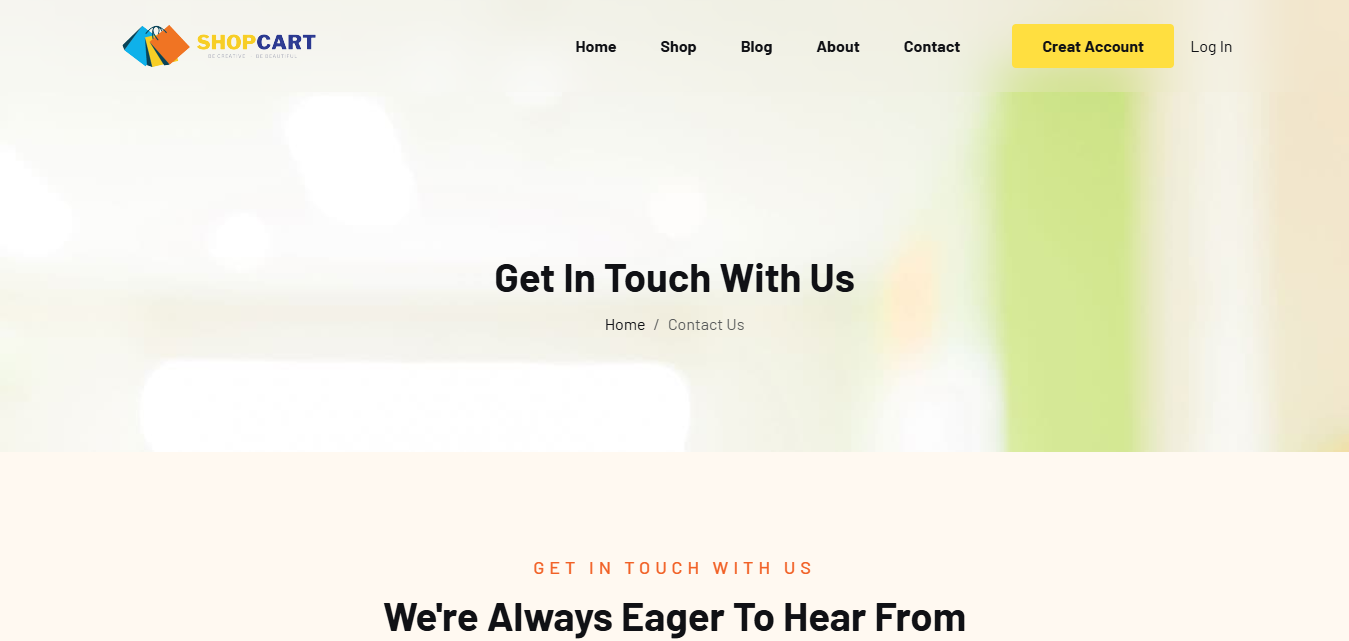 SHOPCART
BE CREATIVE BE BEAUTIFUL
Home Shop Blog About Contact Creat Account Log In
Get In Touch With Us
Home / Contact Us
GET IN TOUCH WITH US
We're Always Eager To Hear From